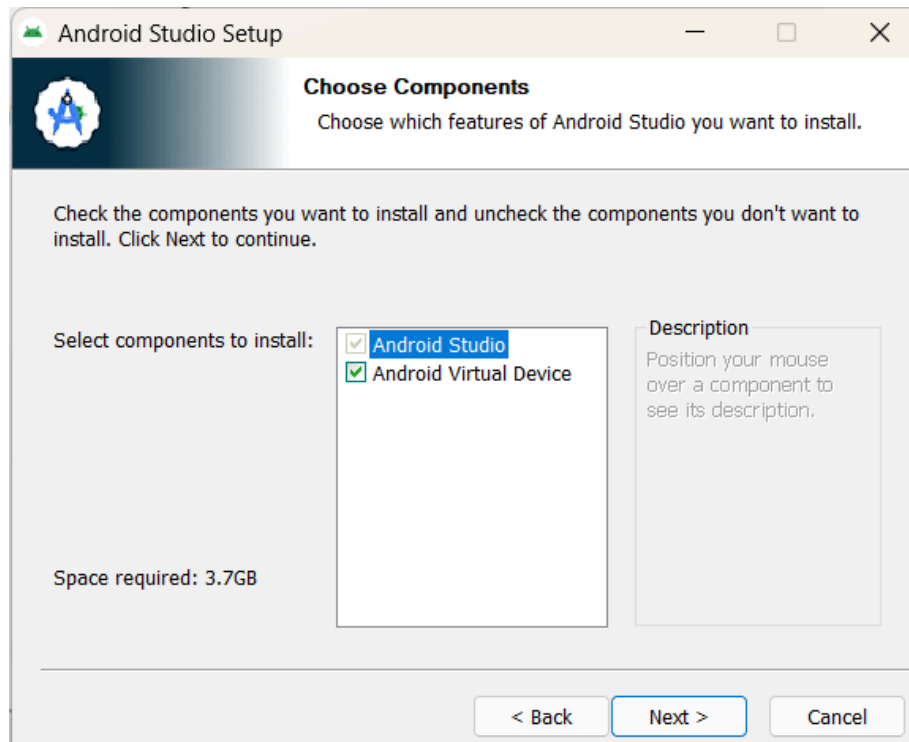 Android Studio Setup
Choose Components
Choose which features of Android Studio you want to install.
Check the components you want to install and uncheck the components you don't want to
install. Click Next to continue.
Select components to install:
Android Studio
Android Virtual Device
Description
Position your mouse
over a component to
see its description.
Space required: 3.7GB
< Back
Next >
Cancel